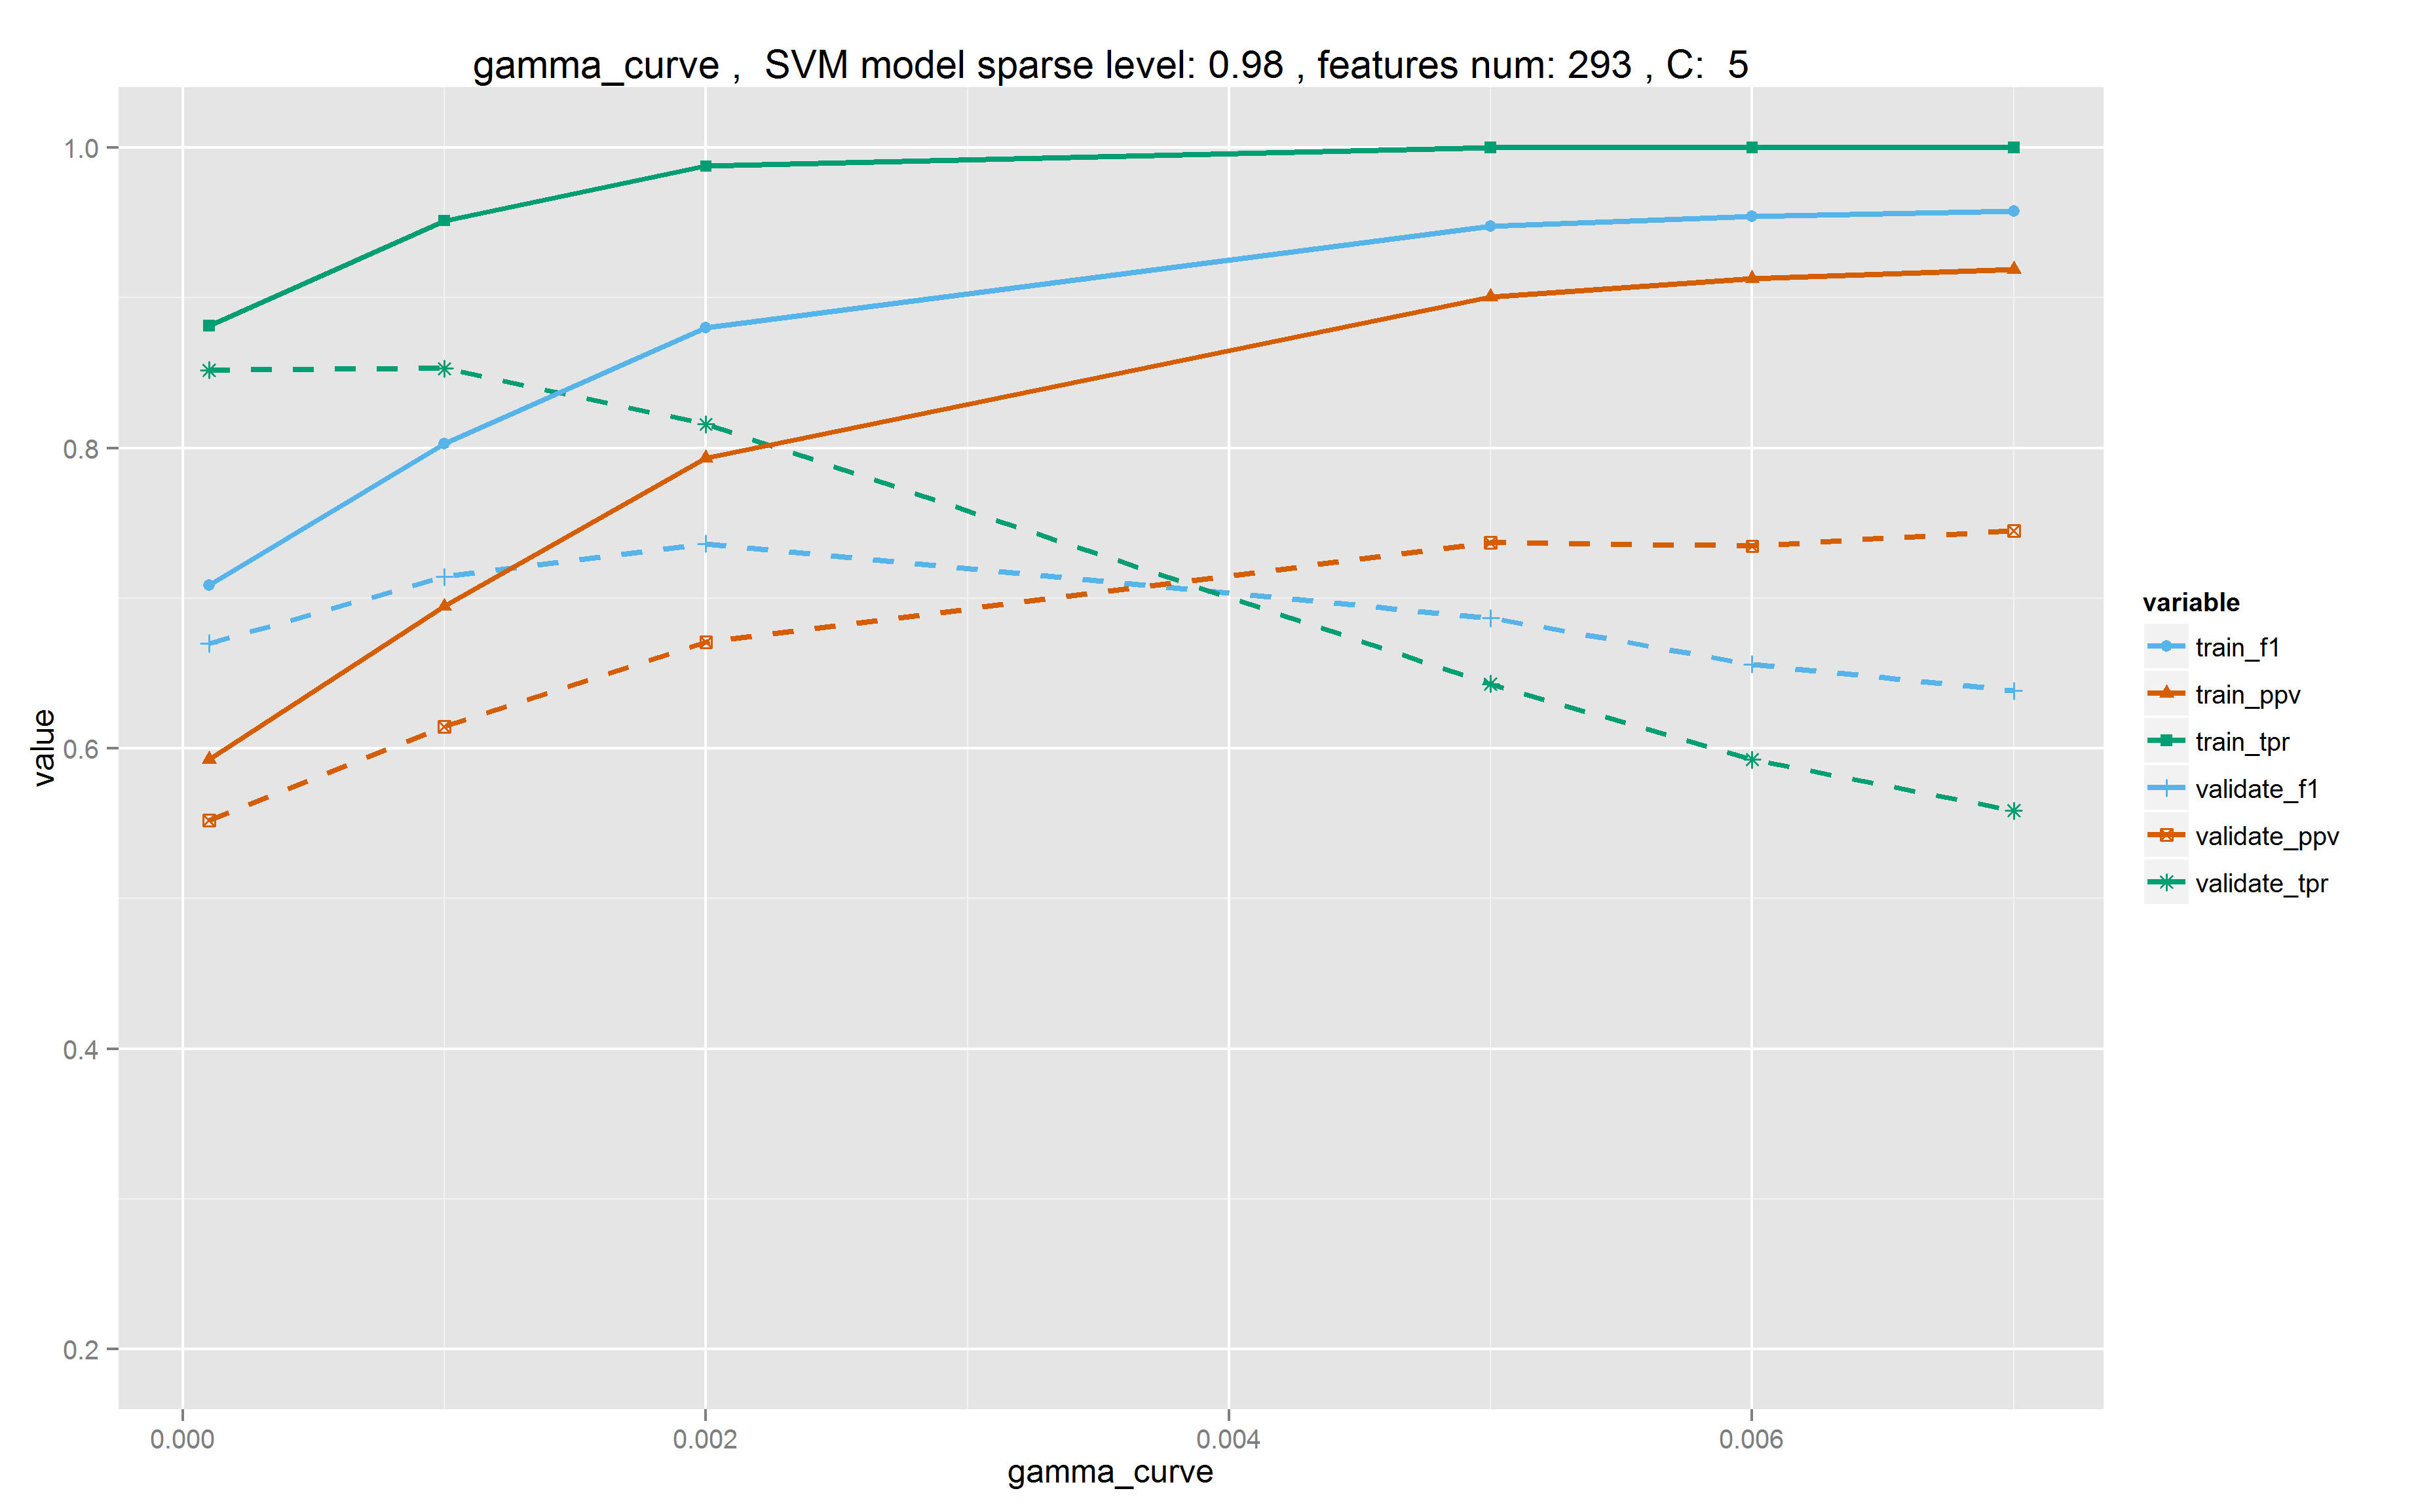 gamma_curve ,  SVM model sparse level: 0.98 , features num: 293 , C:  5
1.0
0.8
0.6
0.4
0.2
value
0.000
0.002
0.004
0.006
gamma_curve
variable
train_f1
train_ppv
train_tpr
validate_f1
validate_ppv
validate_tpr